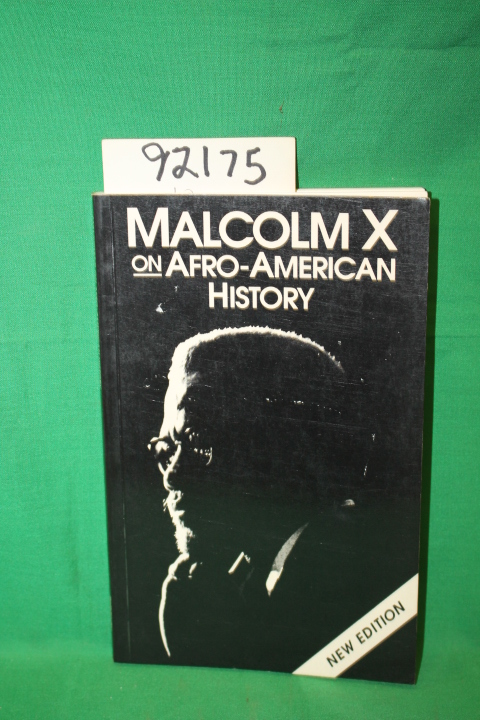 92175
MALCOLM X
ON AFRO-AMERICAN
HISTORY
NEW EDITION